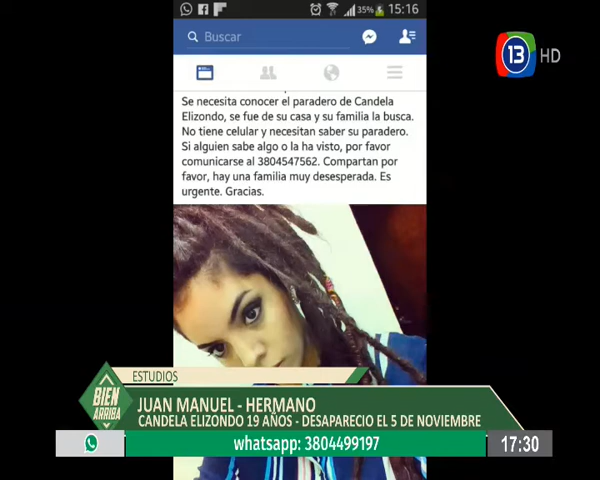 35% 15:16
Buscar
13 HD
Se necesita conocer el paradero de Candela
Elizondo, se fue de su casa y su familia la busca.
No tiene celular y necesitan saber su paradero.
Si alguien sabe algo o la ha visto, por favor
comunicarse al 3804547562. Compartan por
favor, hay una familia muy desesperada. Es
urgente. Gracias.
ESTUDIOS
BIEN
ARRIBA
JUAN MANUEL - HERMANO
CANDELA ELIZONDO 19 AÑOS - DESAPARECIO EL 5 DE NOVIEMBRE
whatsapp: 3804499197
17:30